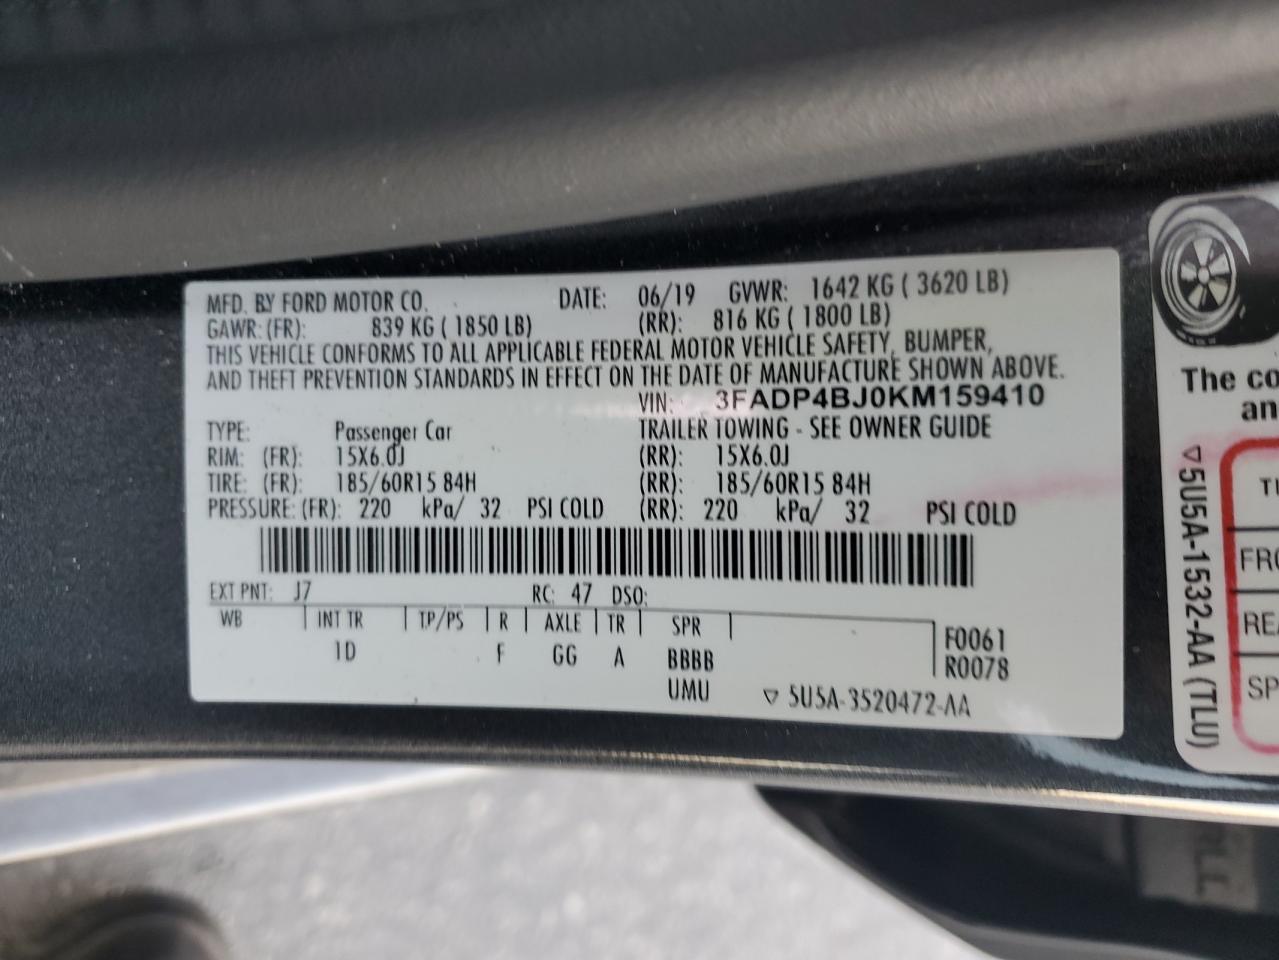 MFD. BY FORD MOTOR CO. DATE: 06/19 GVWR: 1642 KG ( 3620 LB)
GAWR: (FR): 839 KG ( 1850 LB) (RR): 816 KG ( 1800 LB)
THIS VEHICLE CONFORMS TO ALL APPLICABLE FEDERAL MOTOR VEHICLE SAFETY, BUMPER,
AND THEFT PREVENTION STANDARDS IN EFFECT ON THE DATE OF MANUFACTURE SHOWN ABOVE.
VIN: 3FADP4BJ0KM159410
TYPE: Passenger Car TRAILER TOWING - SEE OWNER GUIDE
RIM: (FR): 15X6.0J (RR): 15X6.0J
TIRE: (FR): 185/60R15 84H (RR): 185/60R15 84H
PRESSURE: (FR): 220 kPa/ 32 PSI COLD (RR): 220 kPa/ 32 PSI COLD
EXT PNT: J7 RC: 47 DSO:
WB INT TR TP/PS R AXLE TR SPR
1D F GG A BBBB
UMU
F0061
R0078
▽ 5U5A-3520472-AA
The co
an
▽ 5U5A-1532-AA (TLU)
TI
FRO
REA
SP